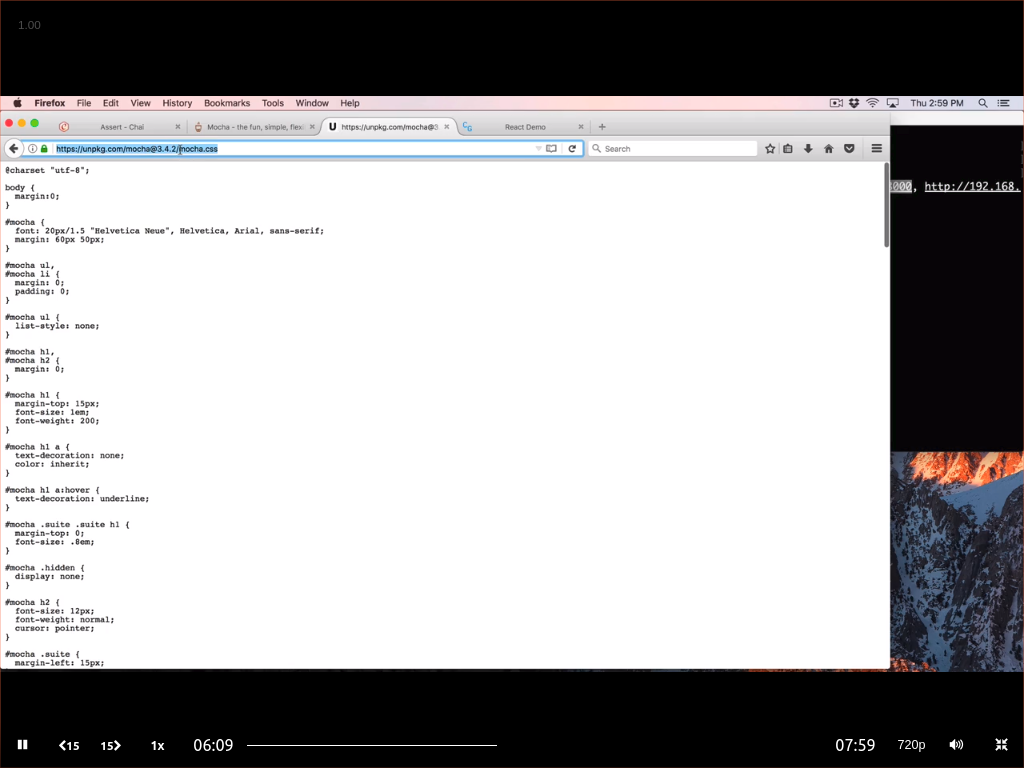 1.00
Firefox File Edit View History Bookmarks Tools Window Help
Thu 2:59 PM
Assert - Chai
Mocha - the fun, simple, flexi
https://unpkg.com/mocha@3
React Demo
https://unpkg.com/mocha@3.4.2/mocha.css
Search
000, http://192.168.
@charset "utf-8";
body {
margin:0;
}
#mocha {
font: 20px/1.5 "Helvetica Neue", Helvetica, Arial, sans-serif;
margin: 60px 50px;
}
#mocha ul,
#mocha li {
margin: 0;
padding: 0;
}
#mocha ul {
list-style: none;
}
#mocha h1,
#mocha h2 {
margin: 0;
}
#mocha h1 {
margin-top: 15px;
font-size: 1em;
font-weight: 200;
}
#mocha h1 a {
text-decoration: none;
color: inherit;
}
#mocha h1 a:hover {
text-decoration: underline;
}
#mocha .suite .suite h1 {
margin-top: 0;
font-size: .8em;
}
#mocha .hidden {
display: none;
}
#mocha h2 {
font-size: 12px;
font-weight: normal;
cursor: pointer;
}
#mocha .suite {
margin-left: 15px;
15 15 1x 06:09 07:59 720p